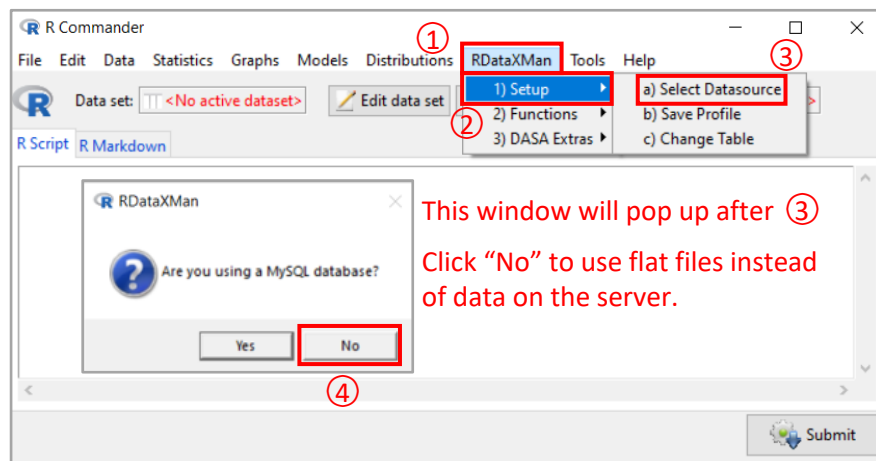 R Commander
①
File Edit Data Statistics Graphs Models Distributions RDataXMan Tools Help
③
Data set: <No active dataset> Edit data set
②
1) Setup
2) Functions
3) DASA Extras
a) Select Datasource
b) Save Profile
c) Change Table
R Script R Markdown
RDataXMan
Are you using a MySQL database?
Yes No
④
This window will pop up after ③
Click “No” to use flat files instead
of data on the server.
Submit